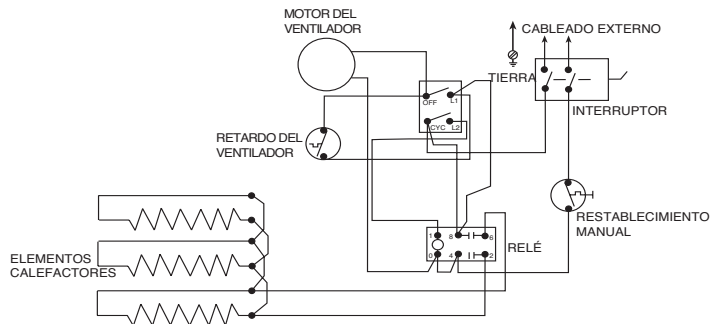 MOTOR DEL
VENTILADOR
CABLEADO EXTERNO
TIERRA
INTERRUPTOR
OFF L1
CYC L2
RETARDO DEL
VENTILADOR
RESTABLECIMIENTO
MANUAL
1 8 6
RELÉ
0 4 2
ELEMENTOS
CALEFACTORES